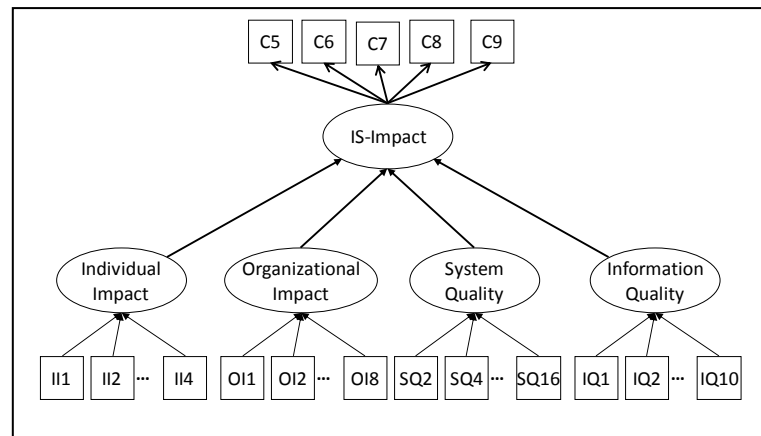 C5 C6 C7 C8 C9
IS-Impact
Individual
Impact
Organizational
Impact
System
Quality
Information
Quality
II1 II2 ... II4 OI1 OI2 ... OI8 SQ2 SQ4 ... SQ16 IQ1 IQ2 ... IQ10